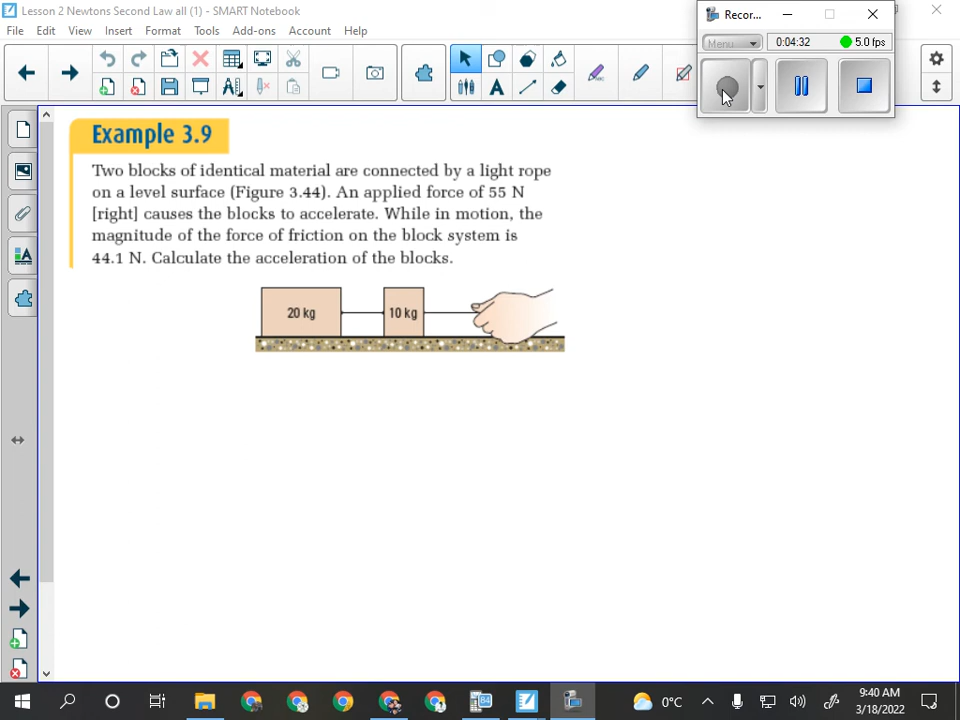 Lesson 2 Newtons Second Law all (1) - SMART Notebook
Recor...
File Edit View Insert Format Tools Add-ons Account Help
Menu 0:04:32 5.0 fps
Example 3.9
Two blocks of identical material are connected by a light rope
on a level surface (Figure 3.44). An applied force of 55 N
[right] causes the blocks to accelerate. While in motion, the
magnitude of the force of friction on the block system is
44.1 N. Calculate the acceleration of the blocks.
20 kg 10 kg
0°C
9:40 AM
3/18/2022